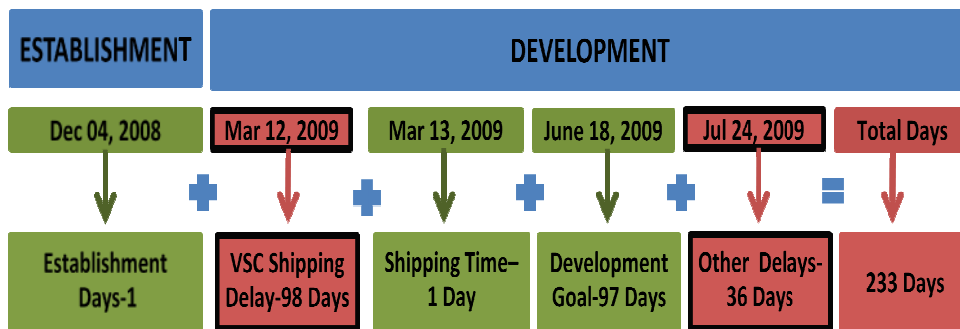 ESTABLISHMENT
DEVELOPMENT
Dec 04, 2008
Mar 12, 2009
Mar 13, 2009
June 18, 2009
Jul 24, 2009
Total Days
Establishment
Days-1
VSC Shipping
Delay-98 Days
Shipping Time–
1 Day
Development
Goal-97 Days
Other Delays-
36 Days
233 Days